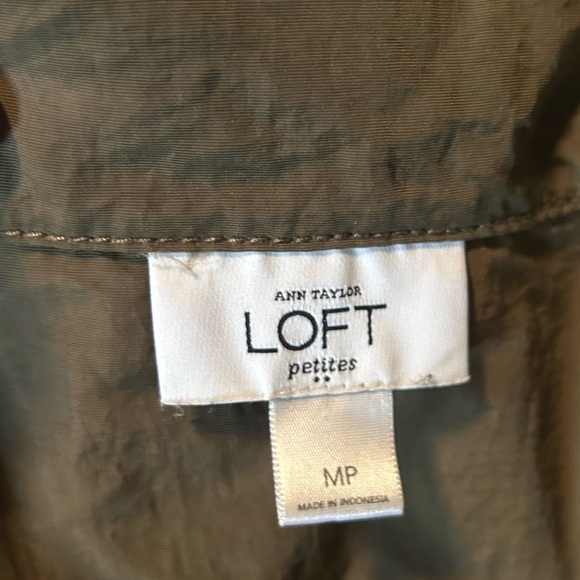 ANN TAYLOR
LOFT
petites
MP
MADE IN INDONESIA